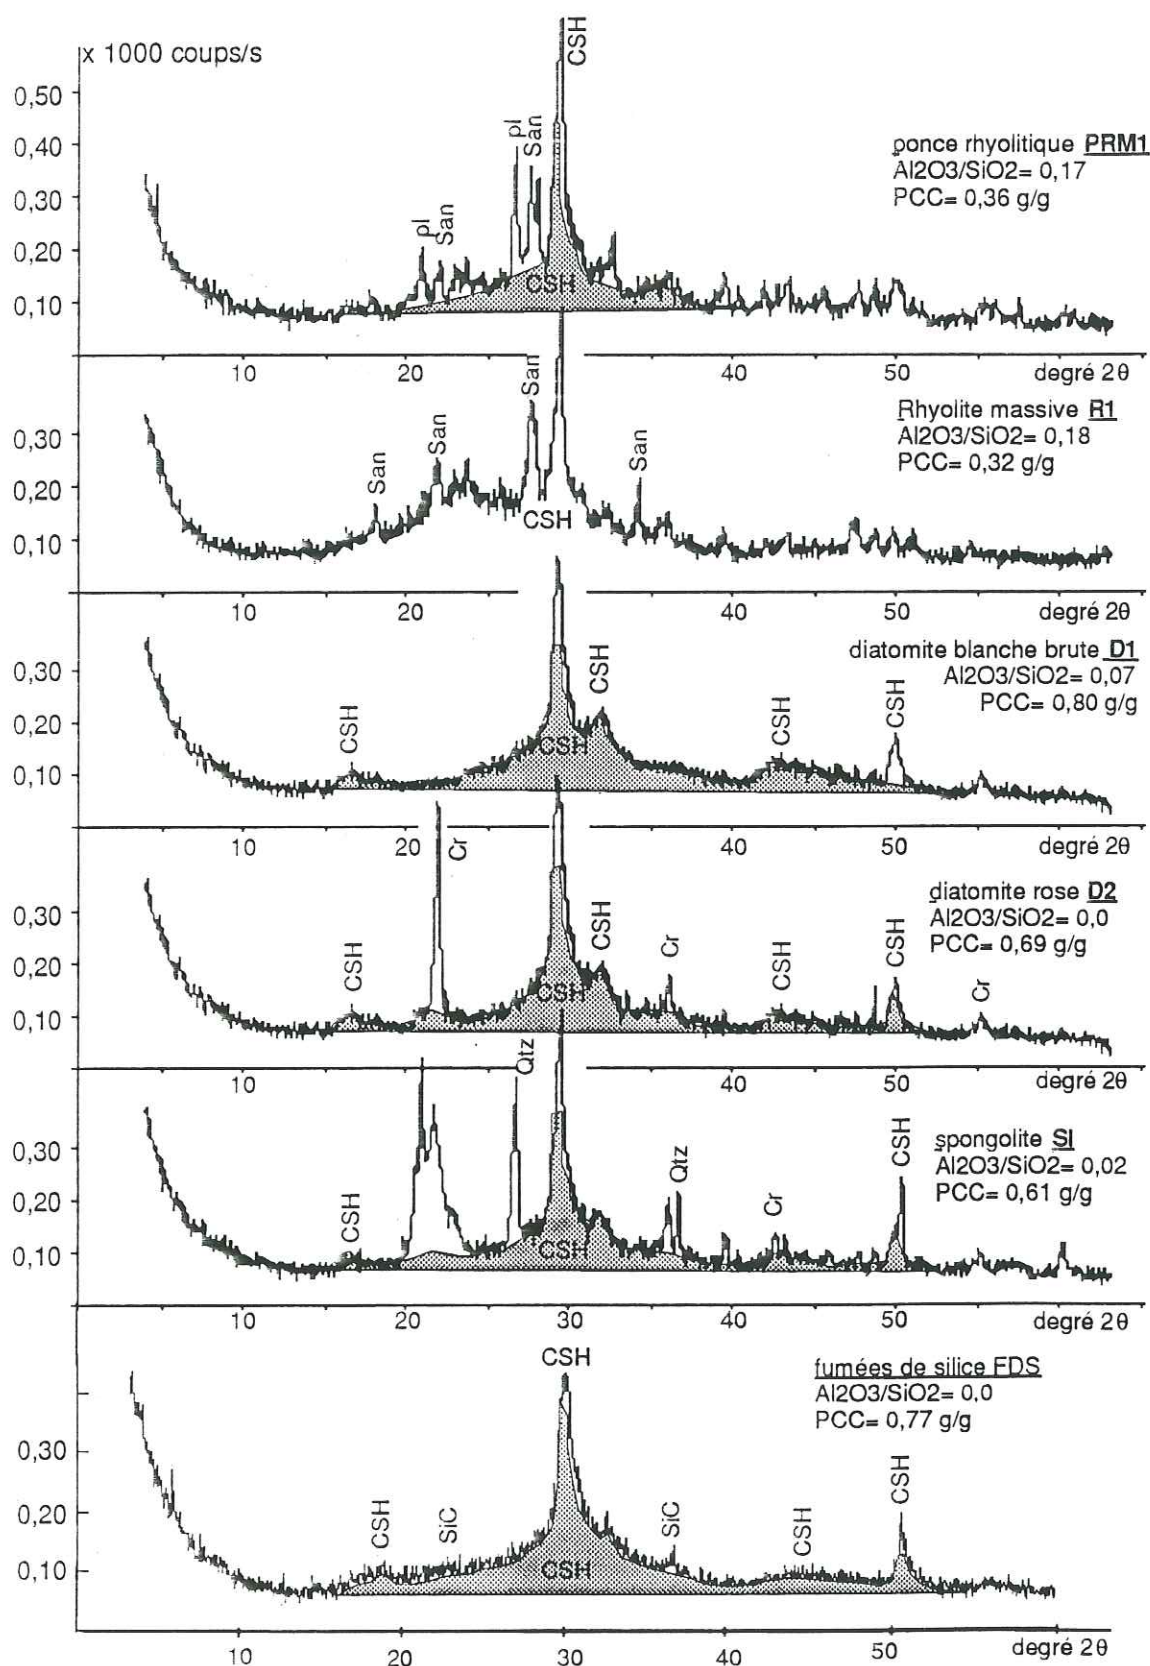 x 1000 coups/s
CSH
0,50
0,40
0,30
0,20
0,10
pl
San
pl
San
CSH
ponce rhyolitique PRM1
Al2O3/SiO2= 0,17
PCC= 0,36 g/g
10 20 40 50 degré 2θ
0,30
0,20
0,10
San
San
San
San
CSH
Rhyolite massive R1
Al2O3/SiO2= 0,18
PCC= 0,32 g/g
10 20 40 50 degré 2θ
0,30
0,20
0,10
CSH
CSH
CSH
CSH
CSH
diatomite blanche brute D1
Al2O3/SiO2= 0,07
PCC= 0,80 g/g
10 20 40 50 degré 2θ
0,30
0,20
0,10
CSH
Cr
CSH
CSH
Cr
CSH
CSH
Cr
diatomite rose D2
Al2O3/SiO2= 0,0
PCC= 0,69 g/g
10 20 40 50 degré 2θ
0,30
0,20
0,10
CSH
Qtz
CSH
Qtz
Cr
CSH
spongolite SI
Al2O3/SiO2= 0,02
PCC= 0,61 g/g
10 20 30 40 50 degré 2θ
0,30
0,20
0,10
CSH
SiC
CSH
CSH
SiC
CSH
CSH
fumées de silice FDS
Al2O3/SiO2= 0,0
PCC= 0,77 g/g
10 20 30 40 50 degré 2θ